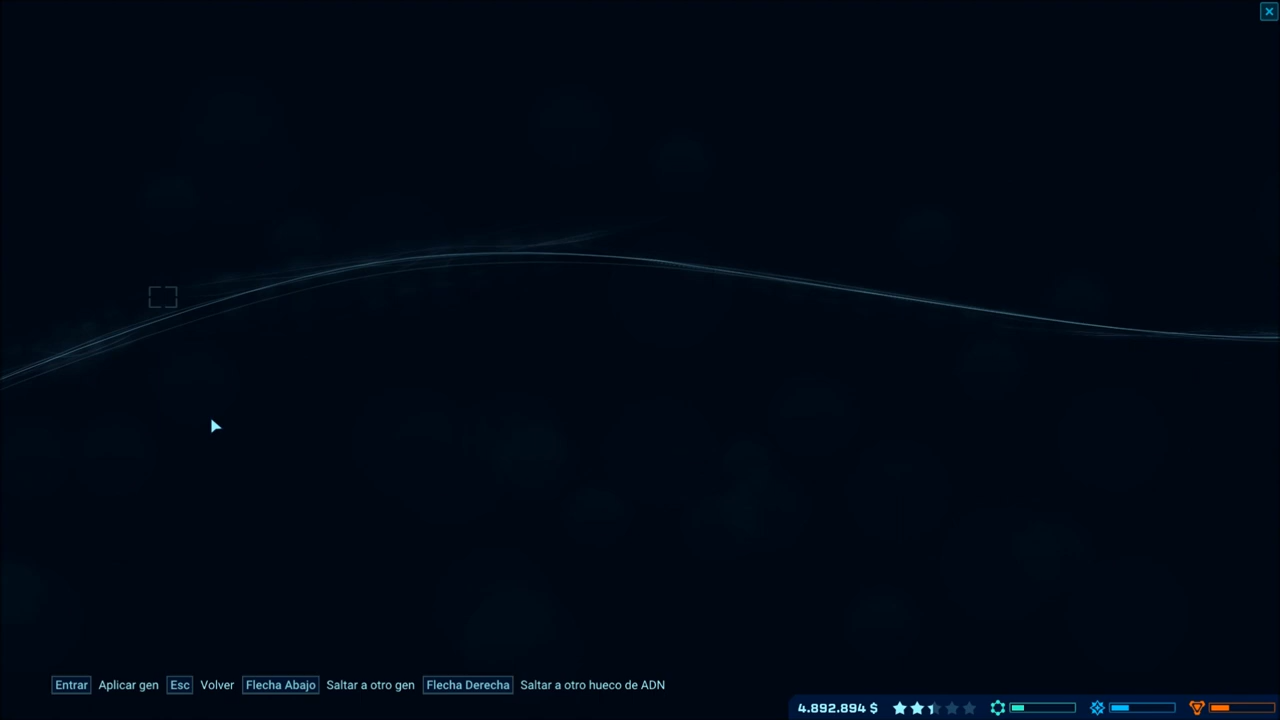 Entrar Aplicar gen Esc Volver Flecha Abajo Saltar a otro gen Flecha Derecha Saltar a otro hueco de ADN
4.892.894 $